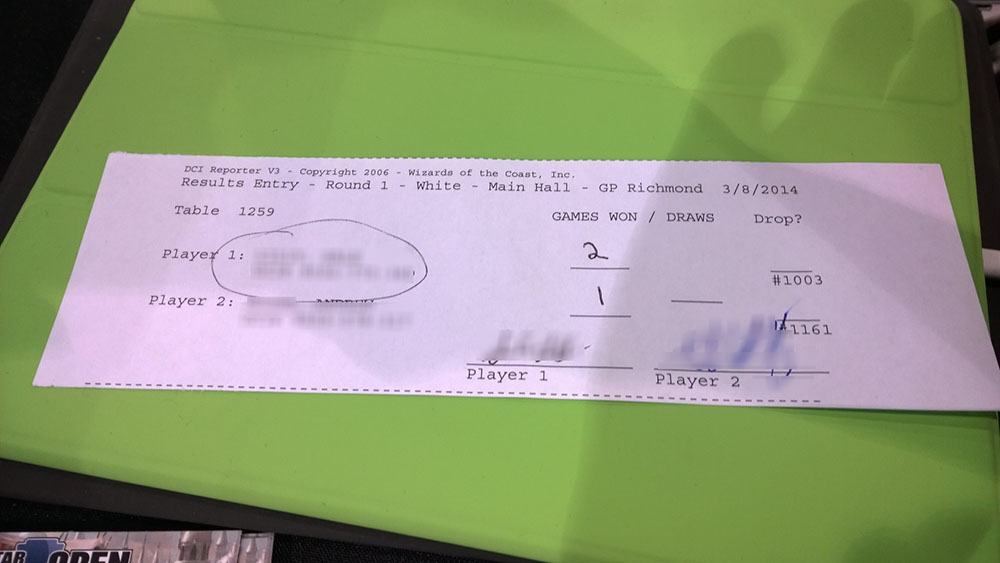 DCI Reporter V3 - Copyright 2006 - Wizards of the Coast, Inc.
Results Entry - Round 1 - White - Main Hall - GP Richmond 3/8/2014
Table 1259
GAMES WON / DRAWS Drop?
Player 1:
2
#1003
Player 2:
1
#1161
Player 1
Player 2
OPEN